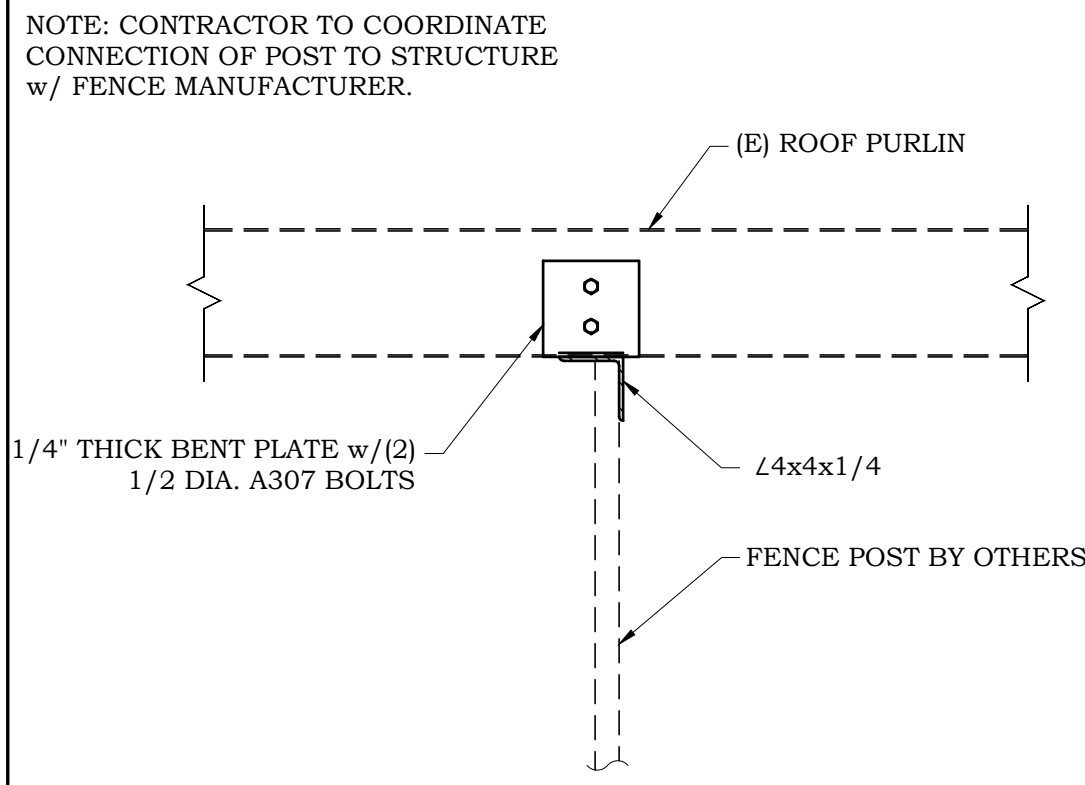 NOTE: CONTRACTOR TO COORDINATE
CONNECTION OF POST TO STRUCTURE
w/ FENCE MANUFACTURER.
(E) ROOF PURLIN
1/4" THICK BENT PLATE w/(2)
1/2 DIA. A307 BOLTS
∠4x4x1/4
FENCE POST BY OTHERS